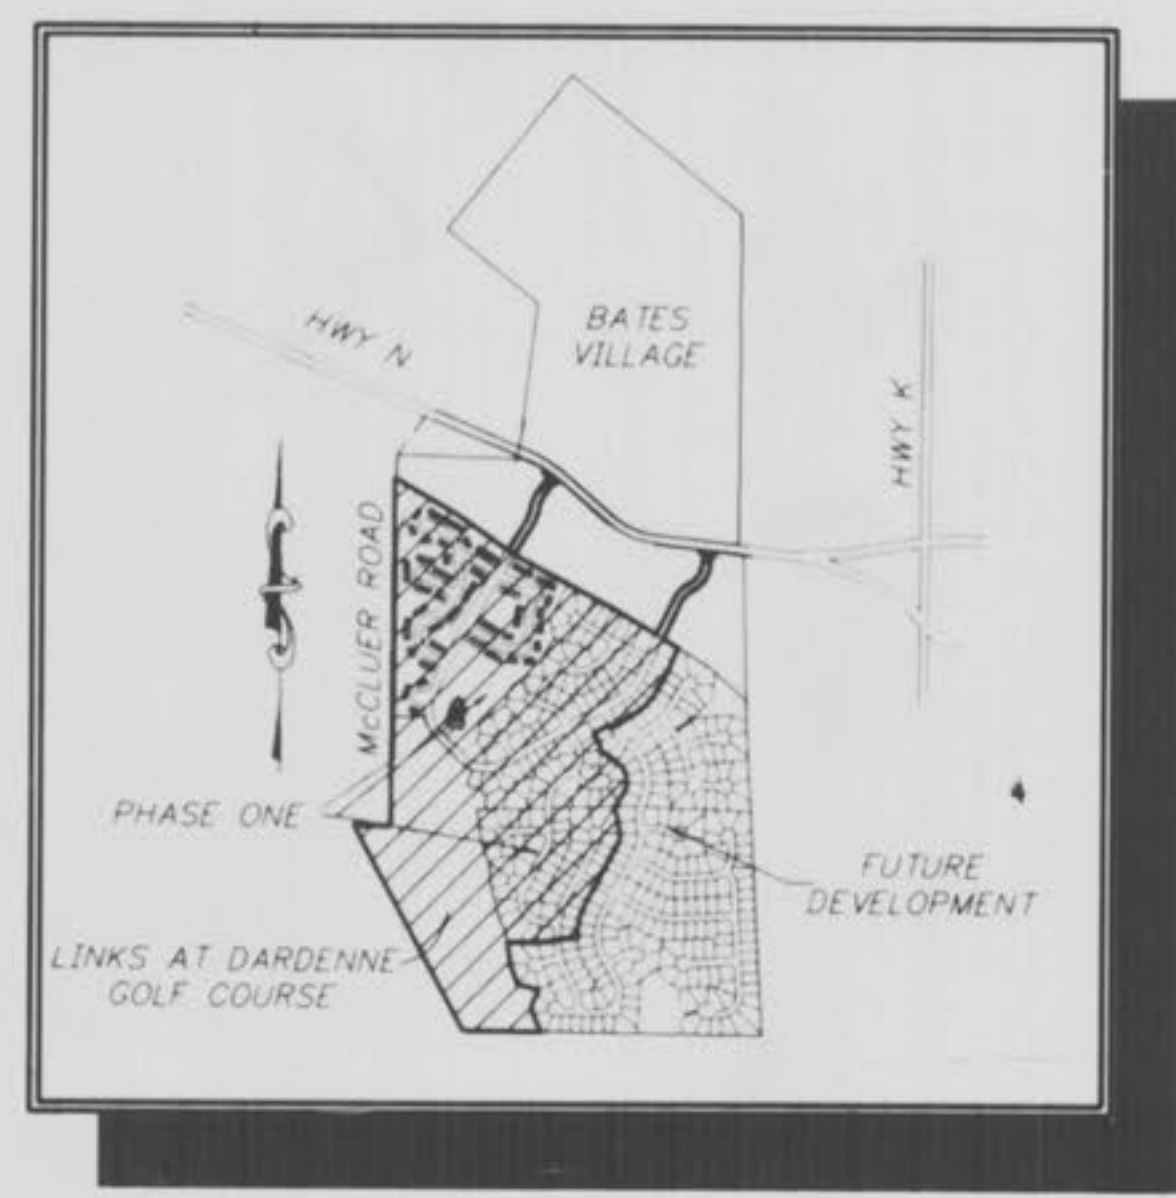 HWY N
BATES
VILLAGE
HWY K
McCLUER ROAD
PHASE ONE
FUTURE
DEVELOPMENT
LINKS AT DARDENNE
GOLF COURSE